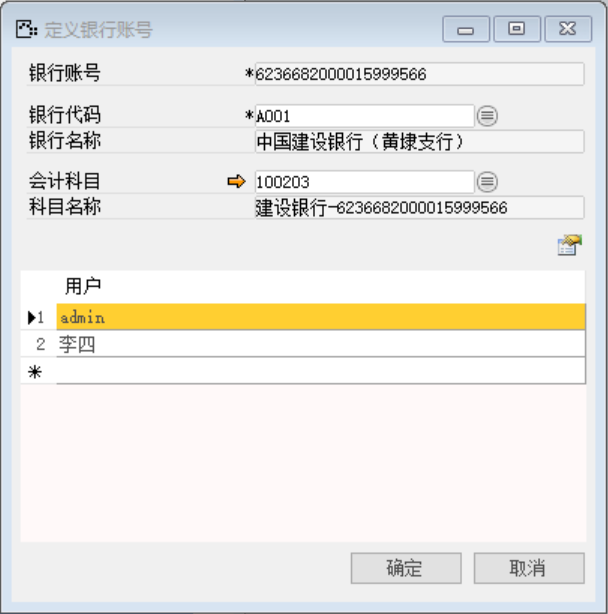 定义银行账号
银行账号 *6236682000015999566
银行代码 *A001
银行名称 中国建设银行（黄埭支行）
会计科目 100203
科目名称 建设银行-6236682000015999566
用户
1 admin
2 李四
*
确定 取消